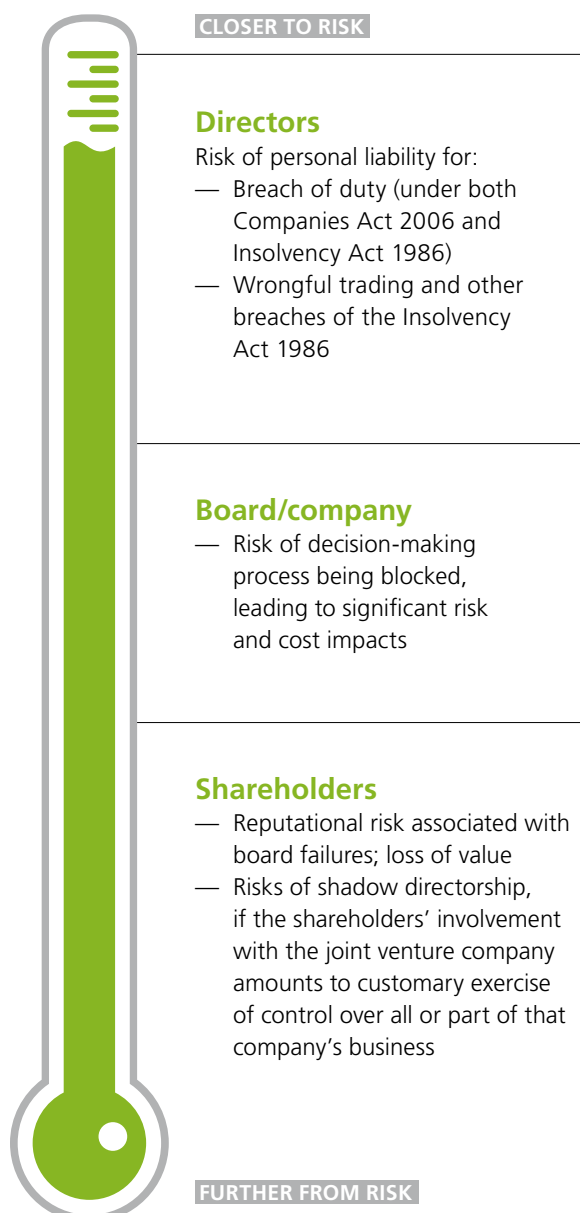 CLOSER TO RISK
Directors
Risk of personal liability for:
— Breach of duty (under both
Companies Act 2006 and
Insolvency Act 1986)
— Wrongful trading and other
breaches of the Insolvency
Act 1986
Board/company
— Risk of decision-making
process being blocked,
leading to significant risk
and cost impacts
Shareholders
— Reputational risk associated with
board failures; loss of value
— Risks of shadow directorship,
if the shareholders’ involvement
with the joint venture company
amounts to customary exercise
of control over all or part of that
company’s business
FURTHER FROM RISK